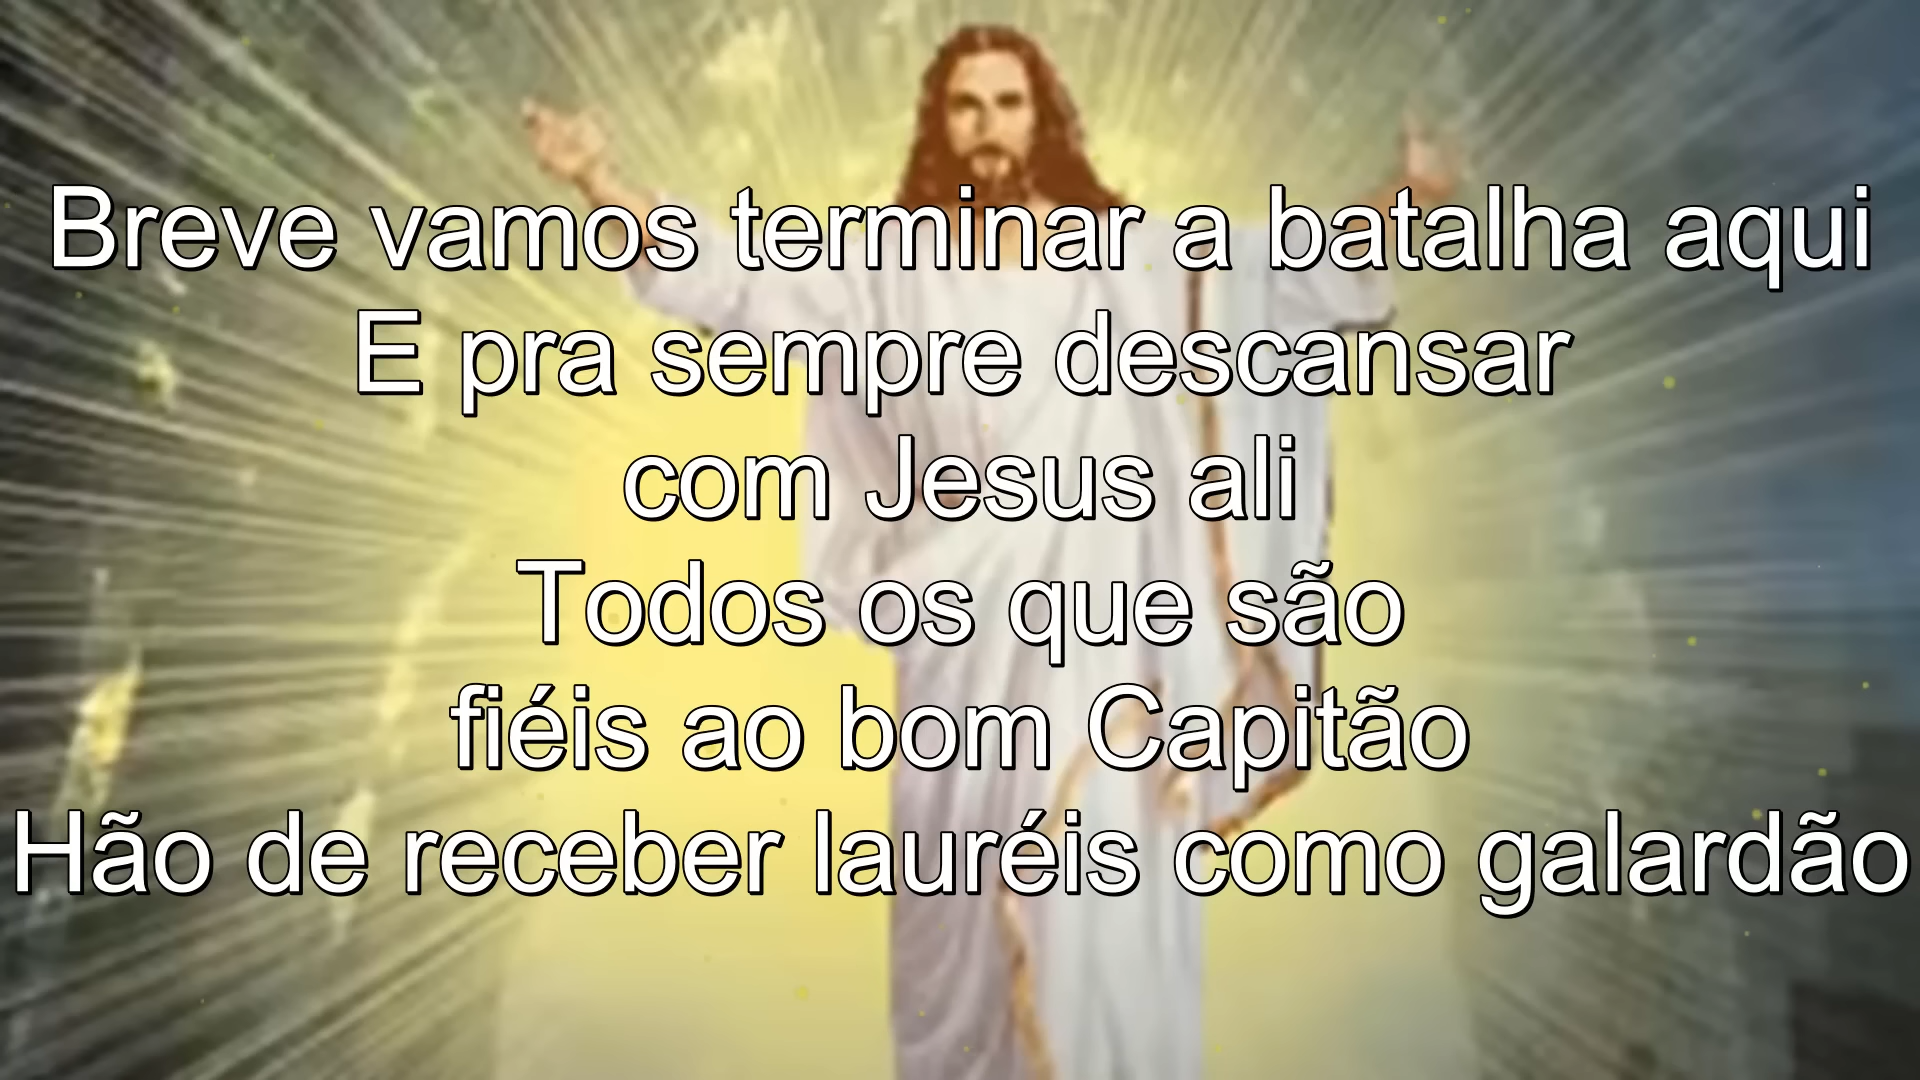 Breve vamos terminar a batalha aqui
E pra sempre descansar
com Jesus ali
Todos os que são
fiéis ao bom Capitão
Hão de receber lauréis como galardão